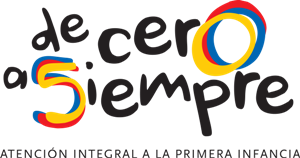 de cero
a Siempre
ATENCIÓN INTEGRAL A LA PRIMERA INFANCIA